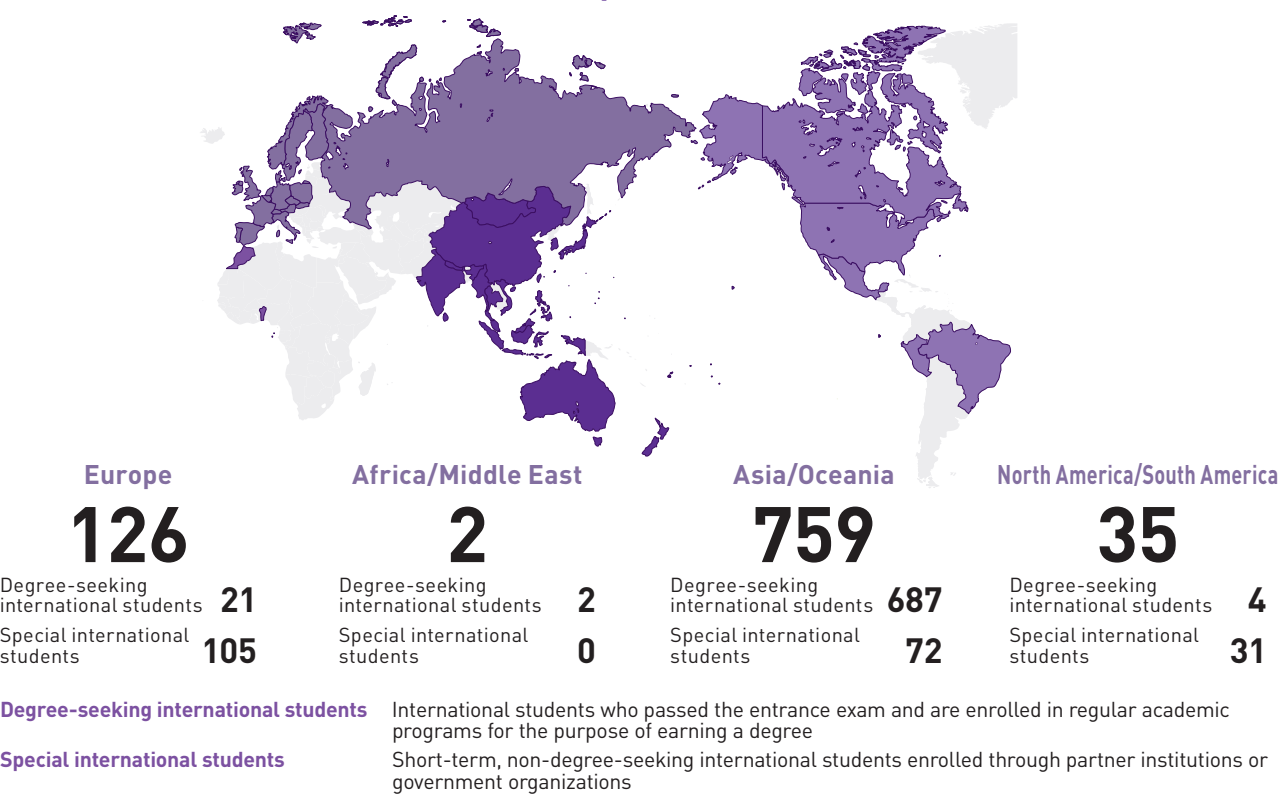 Europe
126
Degree-seeking
international students 21
Special international
students 105
Africa/Middle East
2
Degree-seeking
international students 2
Special international
students 0
Asia/Oceania
759
Degree-seeking
international students 687
Special international
students 72
North America/South America
35
Degree-seeking
international students 4
Special international
students 31
Degree-seeking international students International students who passed the entrance exam and are enrolled in regular academic
programs for the purpose of earning a degree
Special international students Short-term, non-degree-seeking international students enrolled through partner institutions or
government organizations